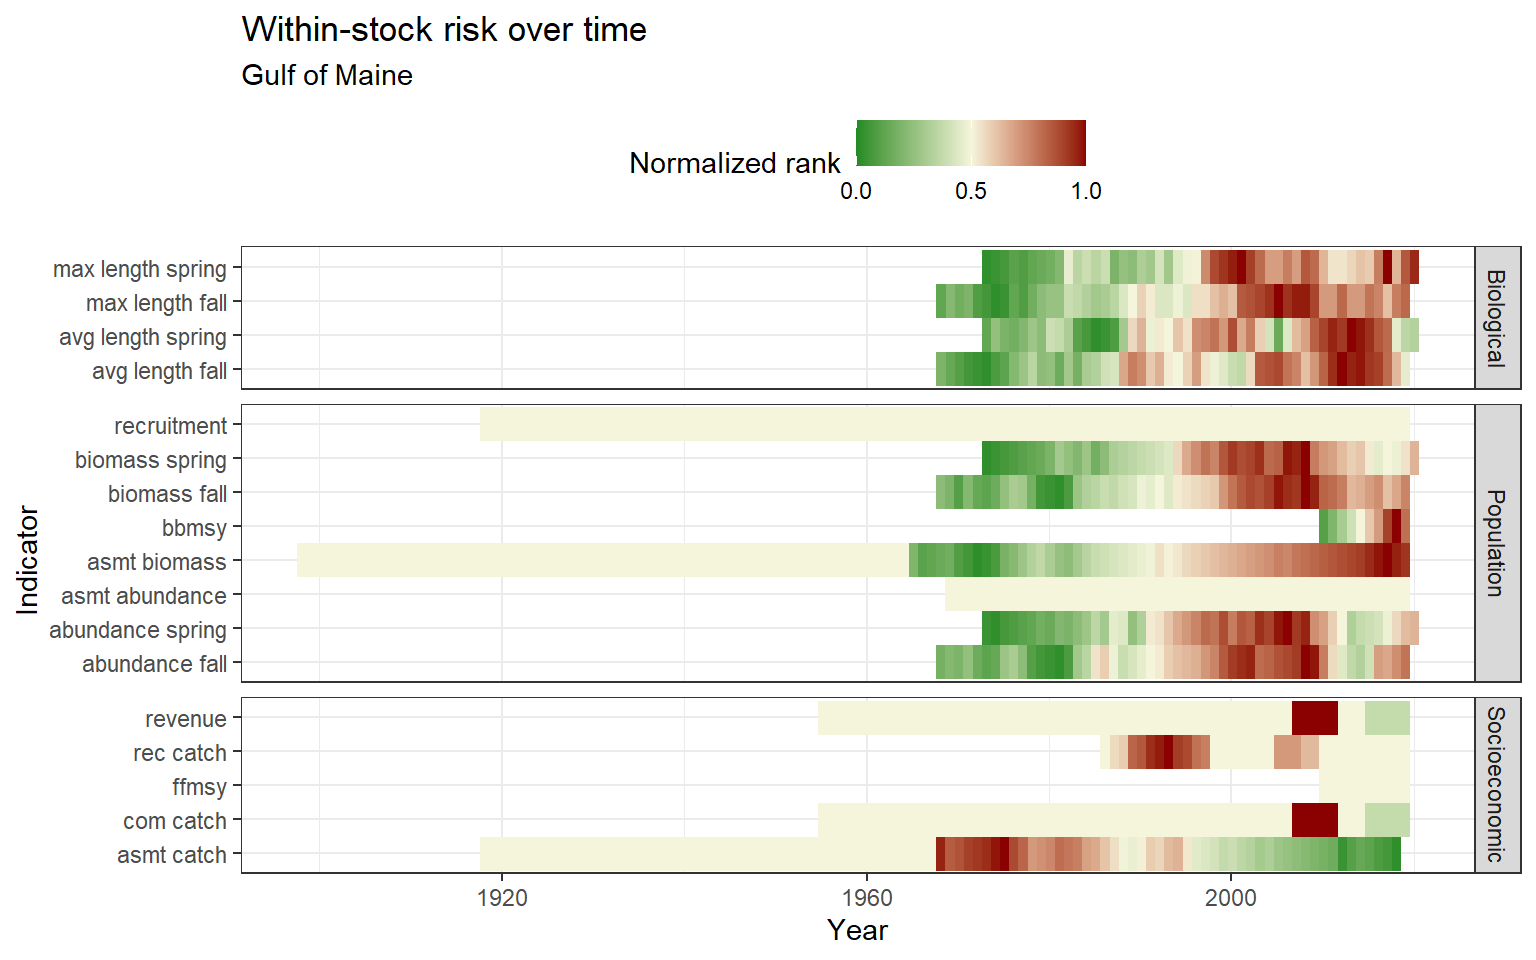 Within-stock risk over time
Gulf of Maine
Normalized rank
0.0 0.5 1.0
max length spring
max length fall
avg length spring
avg length fall
Biological
recruitment
biomass spring
biomass fall
bbmsy
asmt biomass
asmt abundance
abundance spring
abundance fall
Population
revenue
rec catch
ffmsy
com catch
asmt catch
Socioeconomic
Indicator
1920 1960 2000
Year